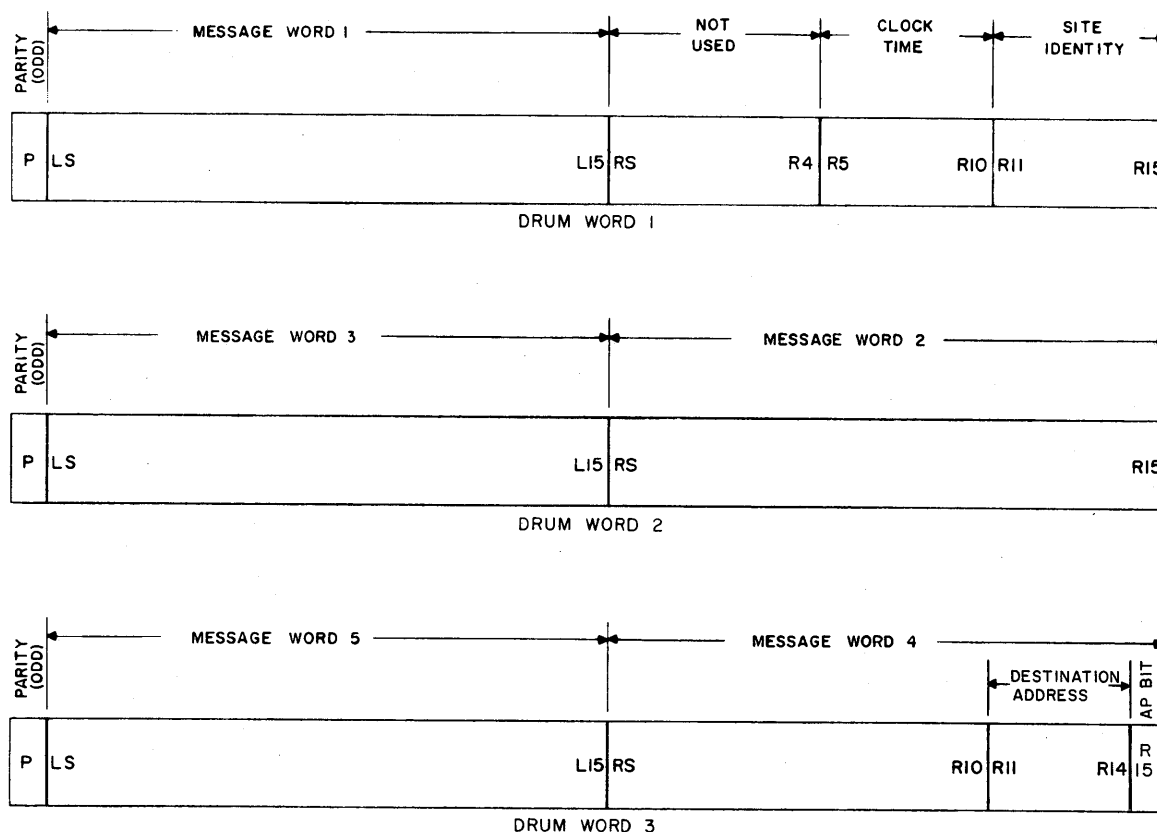 PARITY
(ODD)
MESSAGE WORD 1
NOT
USED
CLOCK
TIME
SITE
IDENTITY
P LS L15 RS R4 R5 R10 R11 R15
DRUM WORD 1
PARITY
(ODD)
MESSAGE WORD 3
MESSAGE WORD 2
P LS L15 RS R15
DRUM WORD 2
PARITY
(ODD)
MESSAGE WORD 5
MESSAGE WORD 4
DESTINATION
ADDRESS
AP BIT
P LS L15 RS R10 R11 R14 R
15
DRUM WORD 3